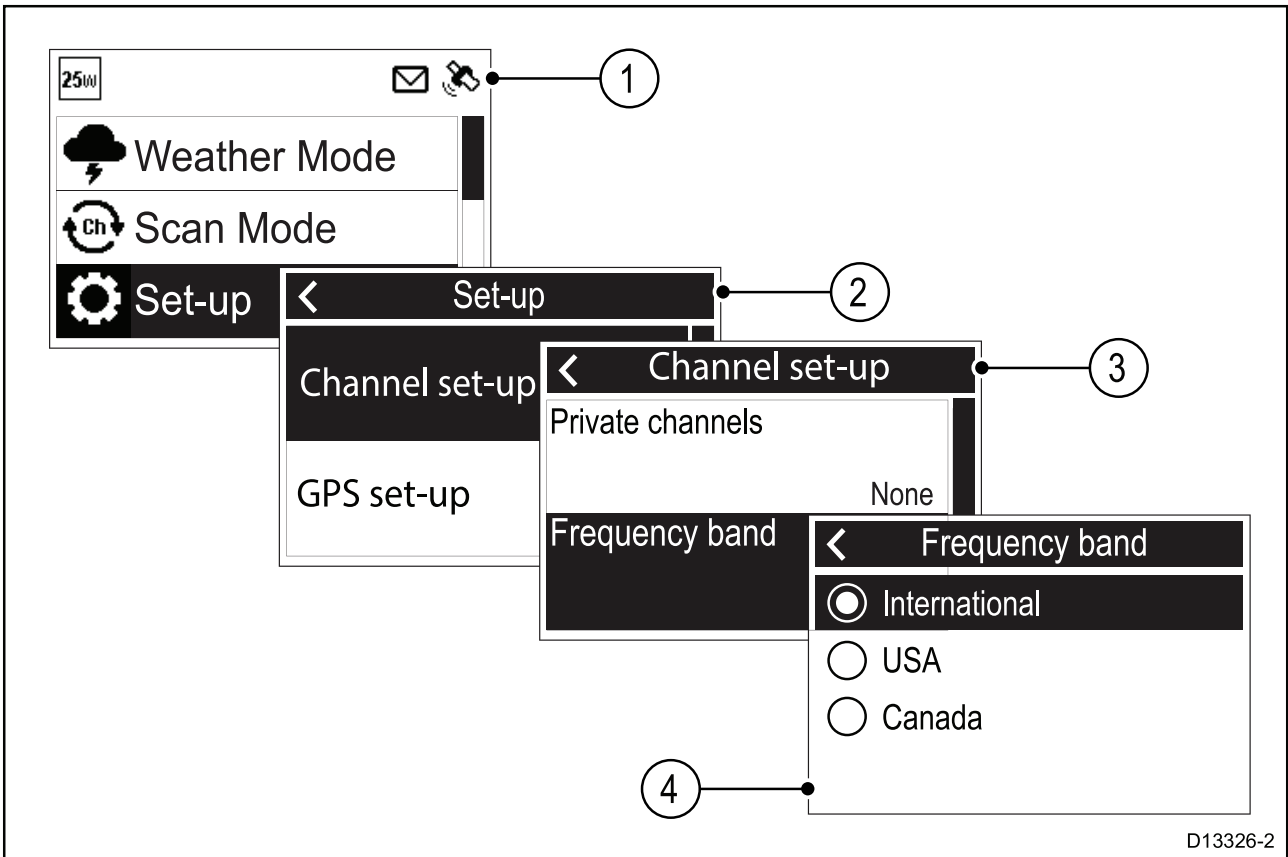 25W
1
Weather Mode
Ch
Scan Mode
Set-up
Set-up
2
Channel set-up
GPS set-up
Channel set-up
3
Private channels
None
Frequency band
Frequency band
International
USA
Canada
4
D13326-2